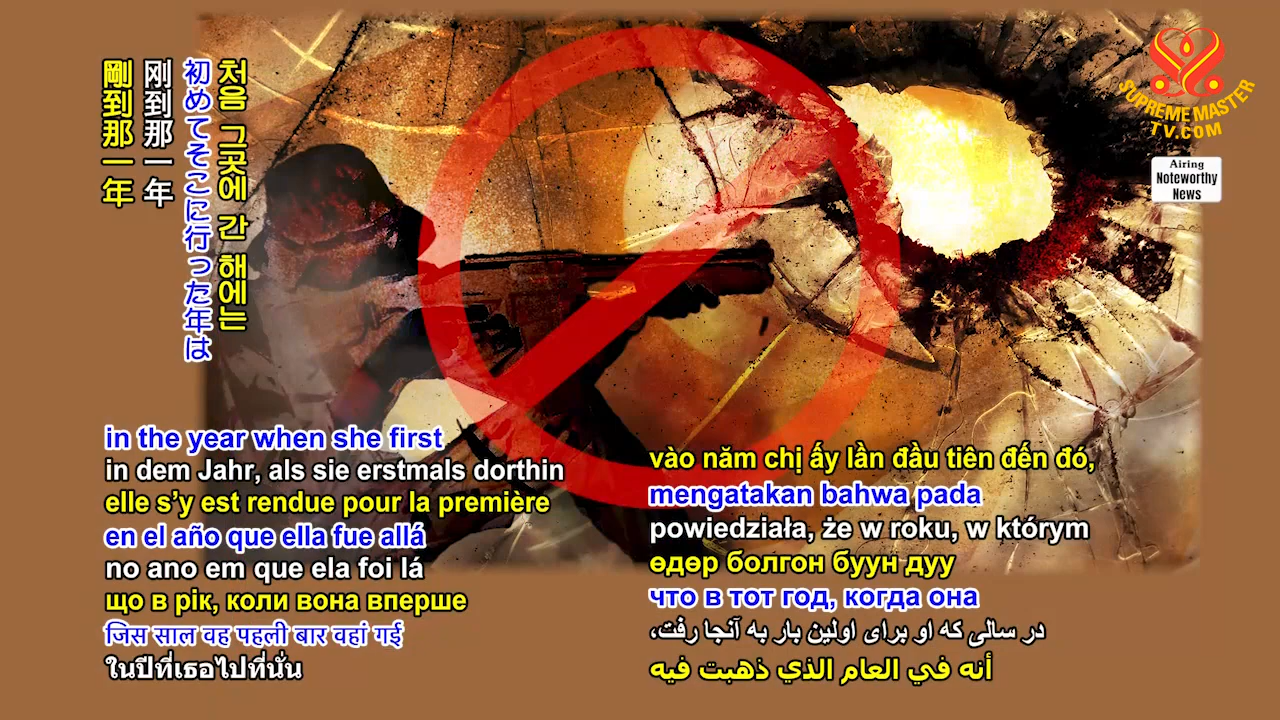 剛到那一年
刚到那一年
初めてそこに行った年は
처음 그곳에 간 해에는
SUPREME MASTER
TV.COM
Airing
Noteworthy
News
in the year when she first
in dem Jahr, als sie erstmals dorthin
elle s’y est rendue pour la première
en el año que ella fue allá
no ano em que ela foi lá
що в рік, коли вона вперше
जिस साल वह पहली बार वहां गई
ในปีที่เธอไปที่นั่น
vào năm chị ấy lần đầu tiên đến đó,
mengatakan bahwa pada
powiedziała, że w roku, w którym
өдөр болгон буун дуу
что в тот год, когда она
در سالی که او برای اولین بار به آنجا رفت،
أنه في العام الذي ذهبت فيه